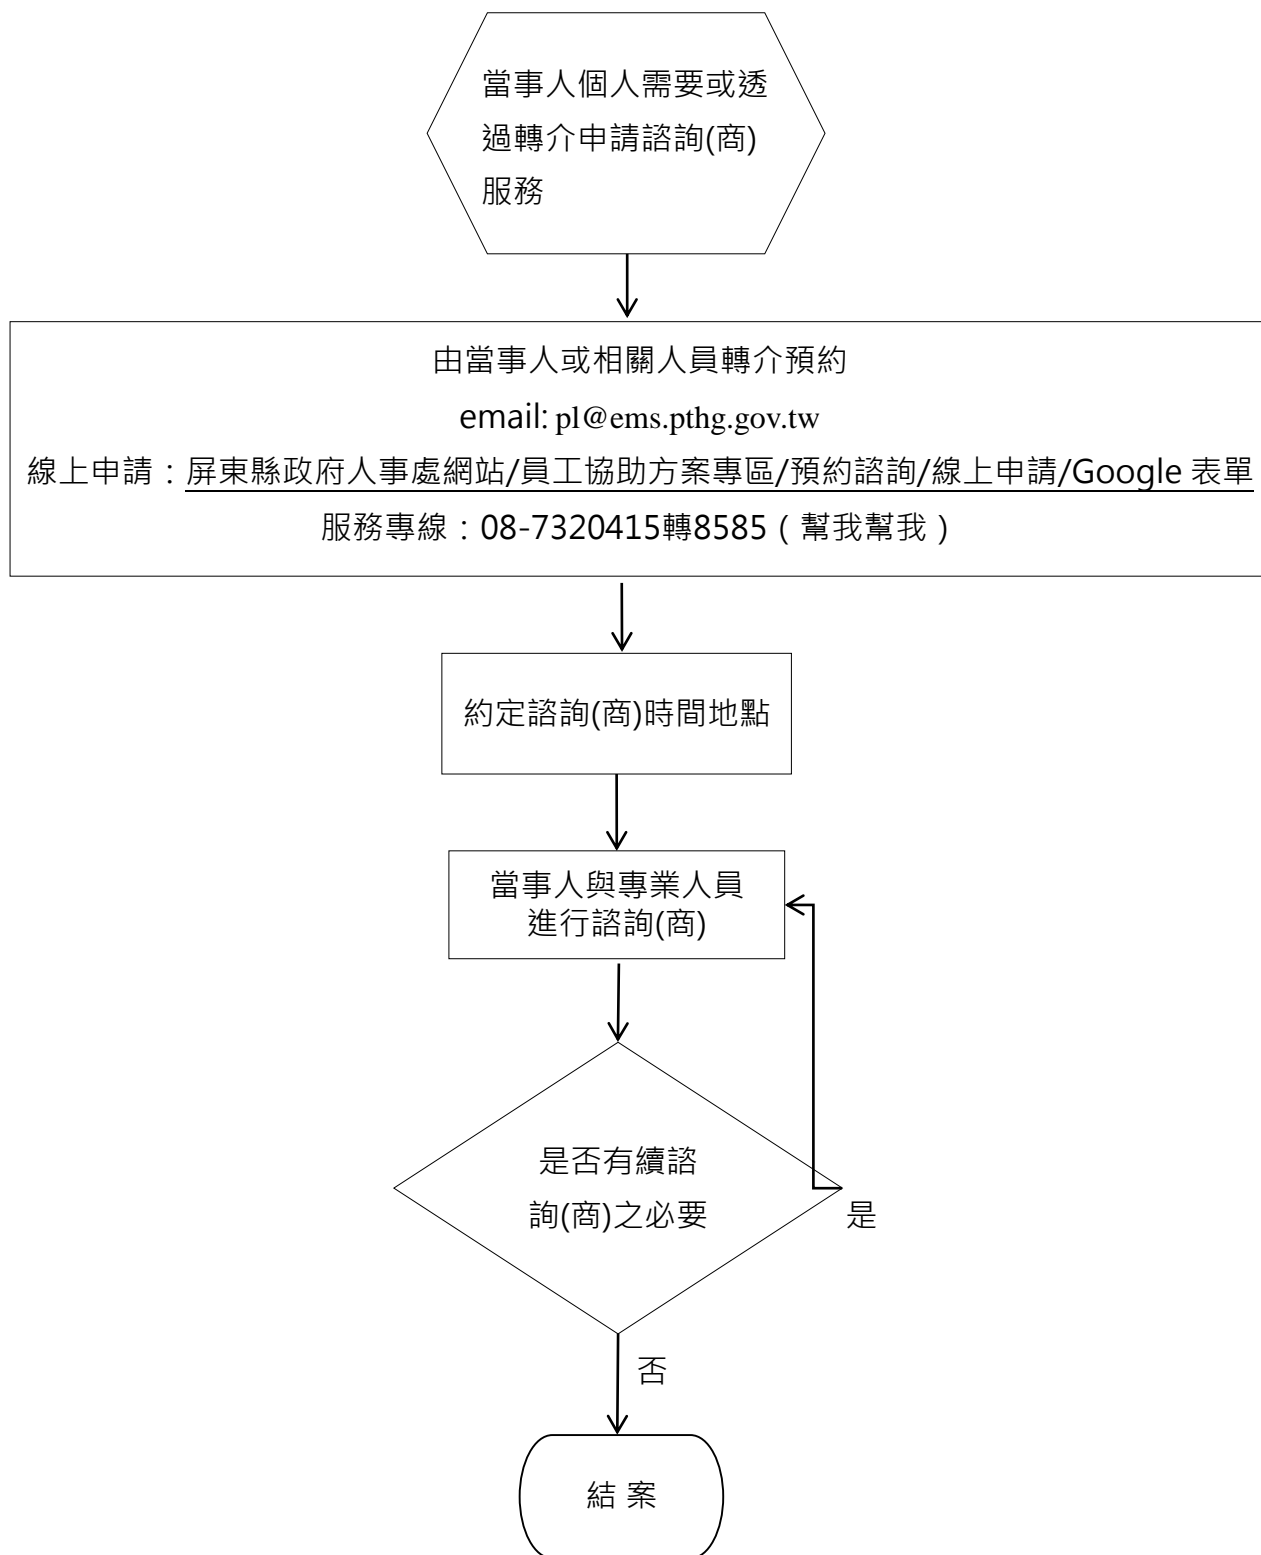 當事人個人需要或透
過轉介申請諮詢(商)
服務
由當事人或相關人員轉介預約
email: pl@ems.pthg.gov.tw
線上申請：屏東縣政府人事處網站/員工協助方案專區/預約諮詢/線上申請/Google 表單
服務專線：08-7320415轉8585（幫我幫我）
約定諮詢(商)時間地點
當事人與專業人員
進行諮詢(商)
是否有續諮
詢(商)之必要
是
否
結 案